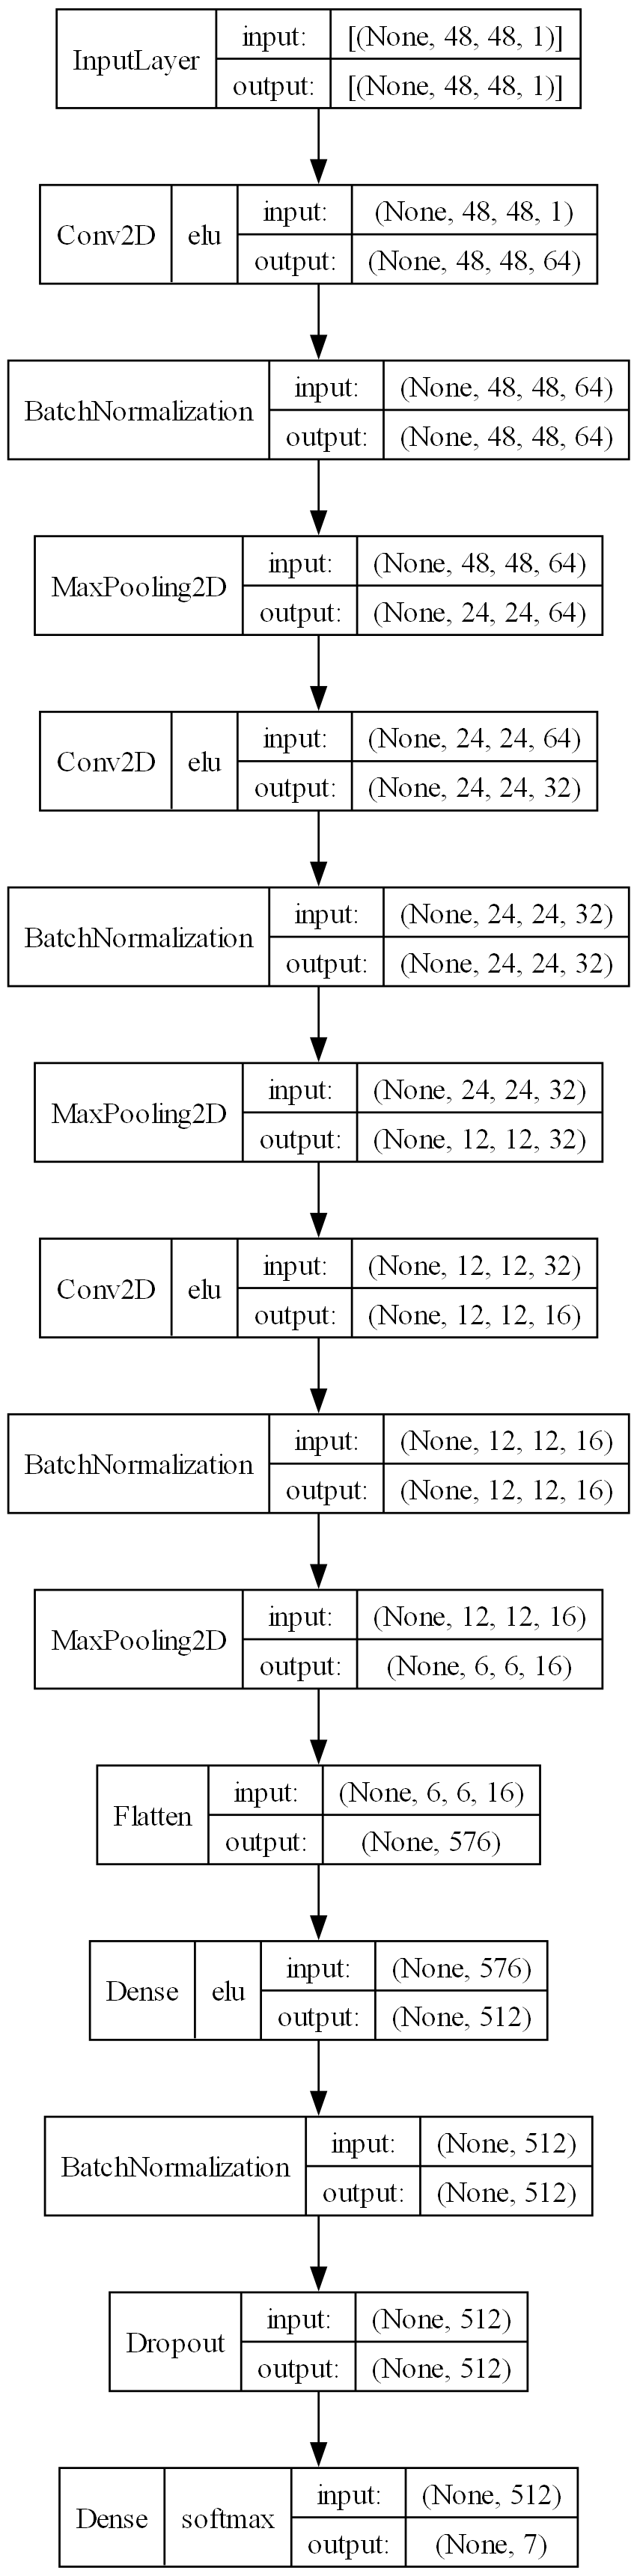 InputLayer
input: [(None, 48, 48, 1)]
output: [(None, 48, 48, 1)]
Conv2D elu
input: (None, 48, 48, 1)
output: (None, 48, 48, 64)
BatchNormalization
input: (None, 48, 48, 64)
output: (None, 48, 48, 64)
MaxPooling2D
input: (None, 48, 48, 64)
output: (None, 24, 24, 64)
Conv2D elu
input: (None, 24, 24, 64)
output: (None, 24, 24, 32)
BatchNormalization
input: (None, 24, 24, 32)
output: (None, 24, 24, 32)
MaxPooling2D
input: (None, 24, 24, 32)
output: (None, 12, 12, 32)
Conv2D elu
input: (None, 12, 12, 32)
output: (None, 12, 12, 16)
BatchNormalization
input: (None, 12, 12, 16)
output: (None, 12, 12, 16)
MaxPooling2D
input: (None, 12, 12, 16)
output: (None, 6, 6, 16)
Flatten
input: (None, 6, 6, 16)
output: (None, 576)
Dense elu
input: (None, 576)
output: (None, 512)
BatchNormalization
input: (None, 512)
output: (None, 512)
Dropout
input: (None, 512)
output: (None, 512)
Dense softmax
input: (None, 512)
output: (None, 7)